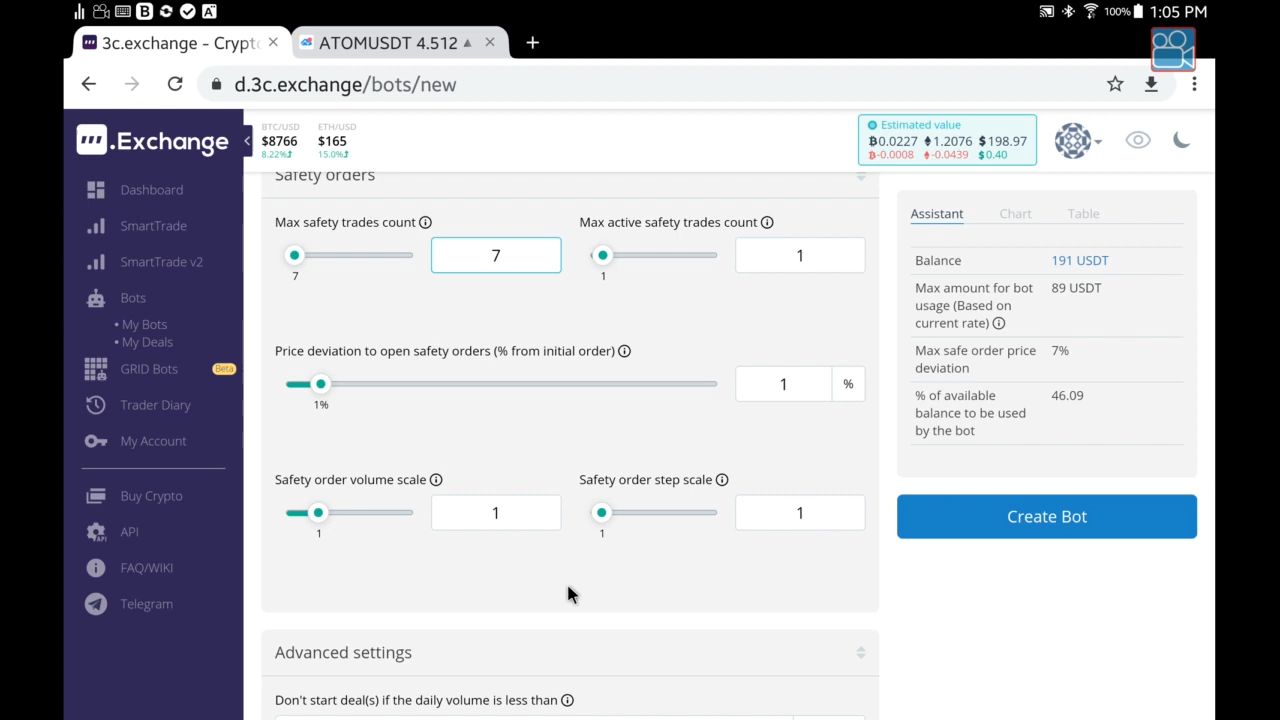 B
A
100%
1:05 PM
3c.exchange - Crypto
ATOMUSDT 4.512 ▲
d.3c.exchange/bots/new
.Exchange
BTC/USD
ETH/USD
$8766
$165
8.22%
15.0%
Estimated value
0.0227 1.2076 $198.97
-0.0008 -0.0439 $0.40
Dashboard
SmartTrade
SmartTrade v2
Bots
• My Bots
• My Deals
GRID Bots
Beta
Trader Diary
My Account
Buy Crypto
API
API
FAQ/WIKI
Telegram
Safety orders
Max safety trades count
7
7
Max active safety trades count
1
1
Price deviation to open safety orders (% from initial order)
1 %
1%
Safety order volume scale
1
1
Safety order step scale
1
1
Advanced settings
Don't start deal(s) if the daily volume is less than
Assistant
Chart
Table
Balance
191 USDT
Max amount for bot
usage (Based on
current rate)
89 USDT
Max safe order price
deviation
7%
% of available
balance to be used
by the bot
46.09
Create Bot